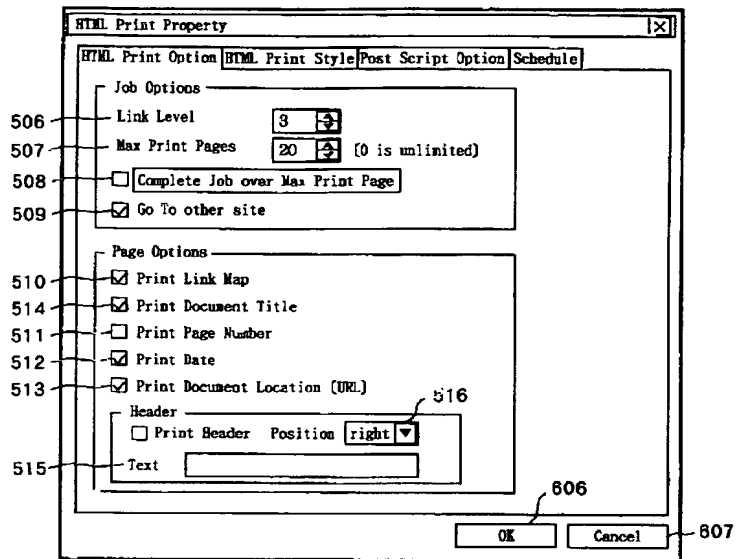 HTML Print Property
HTML Print Option HTML Print Style Post Script Option Schedule
Job Options
506 Link Level 3
507 Max Print Pages 20 (0 is unlimited)
508 Complete Job over Max Print Page
509 Go To other site
Page Options
510 Print Link Map
514 Print Document Title
511 Print Page Number
512 Print Date
513 Print Document Location (URL)
516
Header
Print Header Position right
515 Text
606
OK Cancel 607